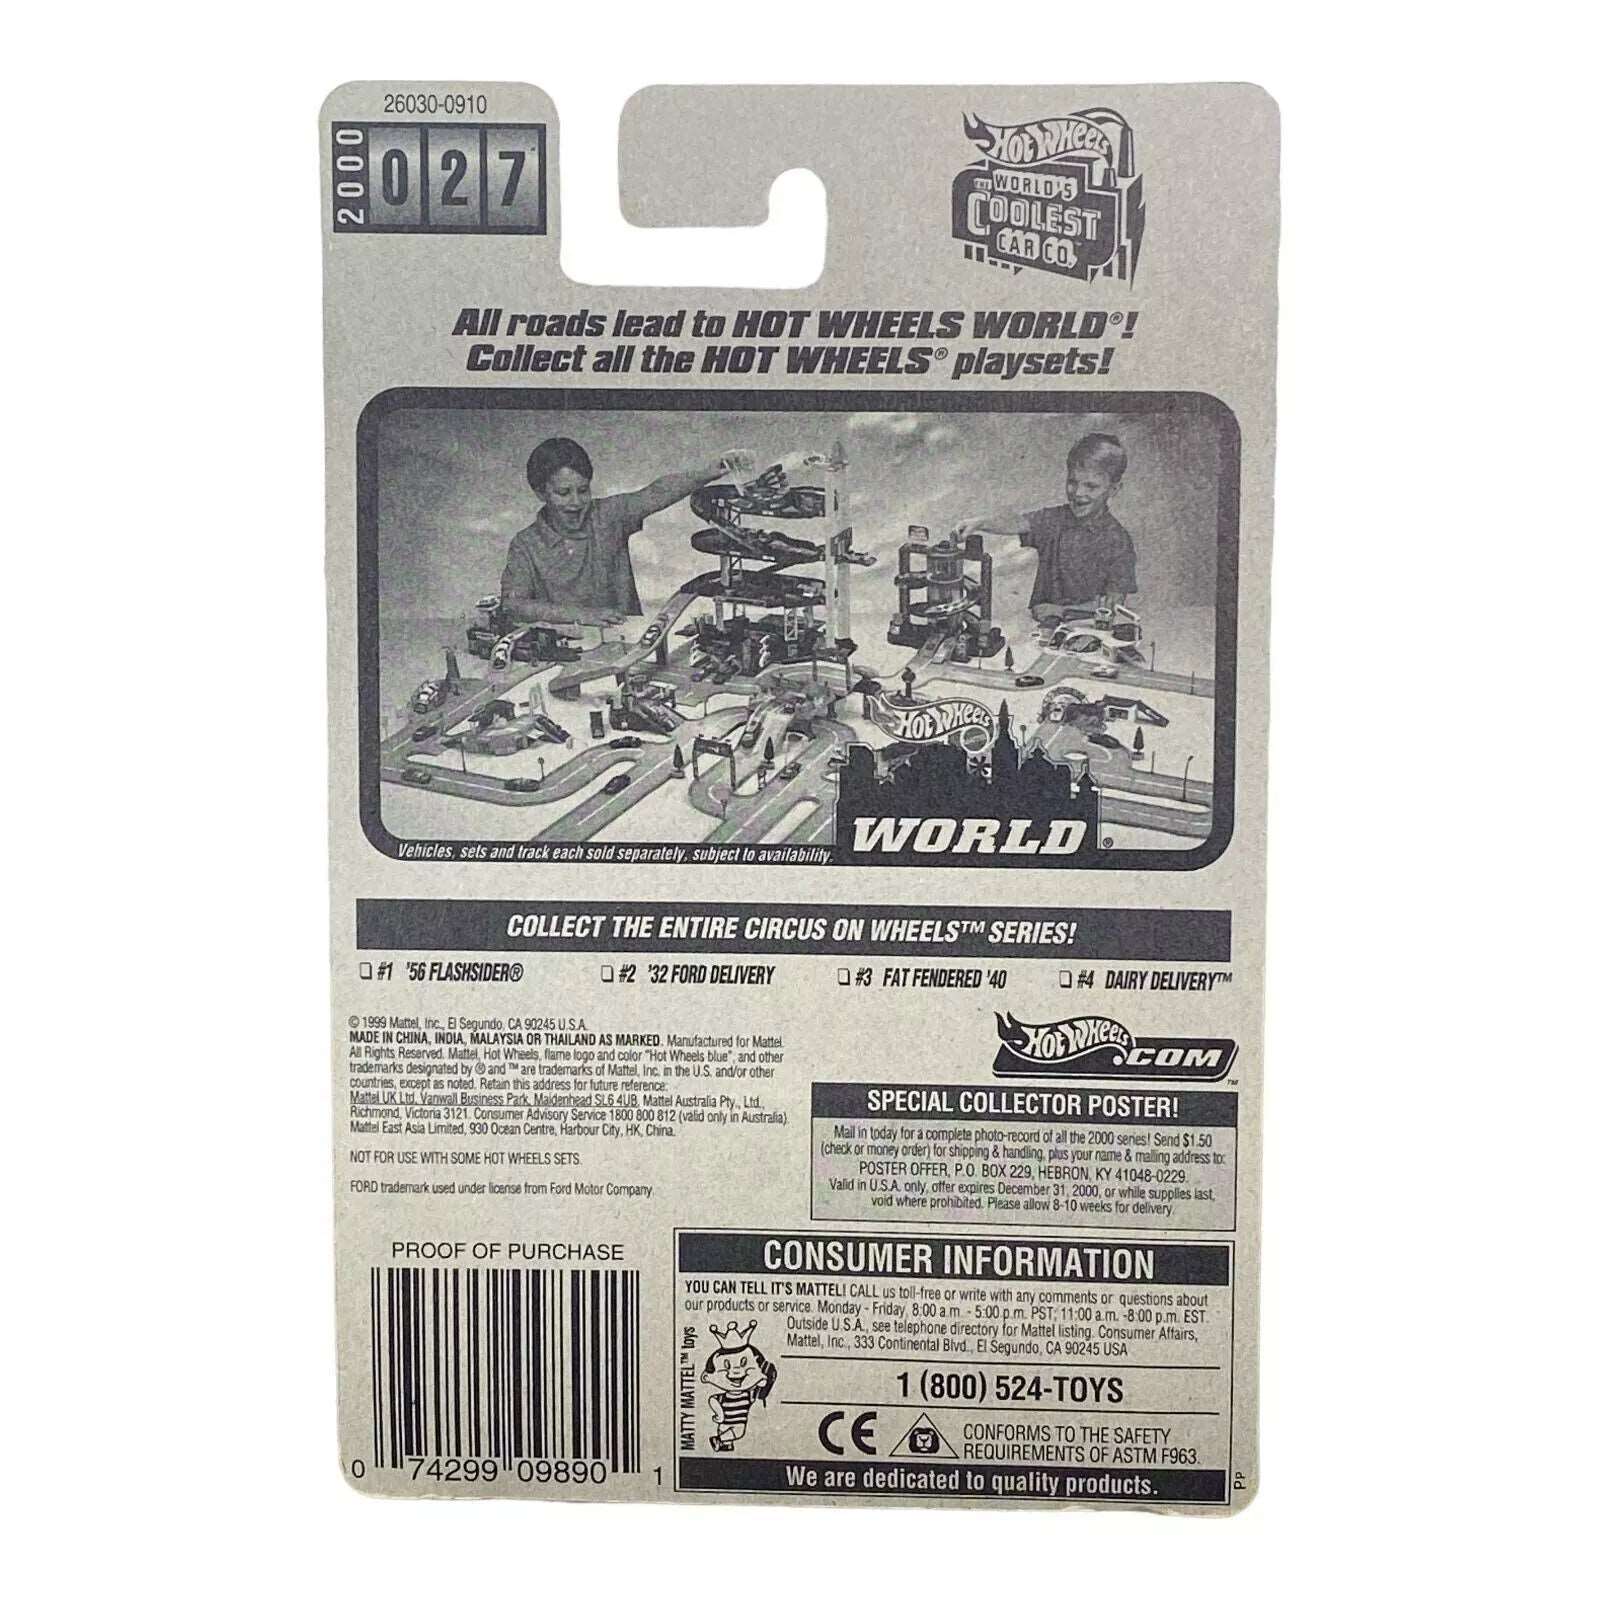 26030-0910
2000
027
HOT WHEELS
THE WORLD'S
COOLEST
CAR CO.™
All roads lead to HOT WHEELS WORLD®!
Collect all the HOT WHEELS® playsets!
HOT WHEELS
WORLD®
Vehicles, sets and track each sold separately, subject to availability.
COLLECT THE ENTIRE CIRCUS ON WHEELS™ SERIES!
❑ #1 '56 FLASHSIDER® ❑ #2 '32 FORD DELIVERY ❑ #3 FAT FENDERED '40 ❑ #4 DAIRY DELIVERY™
© 1999 Mattel, Inc., El Segundo, CA 90245 U.S.A.
MADE IN CHINA, INDIA, MALAYSIA OR THAILAND AS MARKED. Manufactured for Mattel.
All Rights Reserved. Mattel, Hot Wheels, flame logo and color "Hot Wheels blue", and other
trademarks designated by ® and ™ are trademarks of Mattel, Inc. in the U.S. and/or other
countries, except as noted. Retain this address for future reference:
Mattel UK Ltd, Vanwall Business Park, Maidenhead SL6 4UB. Mattel Australia Pty., Ltd.,
Richmond, Victoria 3121. Consumer Advisory Service 1800 800 812 (valid only in Australia).
Mattel East Asia Limited, 930 Ocean Centre, Harbour City, HK, China.
NOT FOR USE WITH SOME HOT WHEELS SETS.
FORD trademark used under license from Ford Motor Company.
HOT WHEELS
.COM™
SPECIAL COLLECTOR POSTER!
Mail in today for a complete photo-record of all the 2000 series! Send $1.50
(check or money order) for shipping & handling, plus your name & mailing address to:
POSTER OFFER, P.O. BOX 229, HEBRON, KY 41048-0229.
Valid in U.S.A. only, offer expires December 31, 2000, or while supplies last,
void where prohibited. Please allow 8-10 weeks for delivery.
PROOF OF PURCHASE
0 74299 09890 1
CONSUMER INFORMATION
YOU CAN TELL IT'S MATTEL! CALL us toll-free or write with any comments or questions about
our products or service. Monday - Friday, 8:00 a.m. - 5:00 p.m. PST; 11:00 a.m. -8:00 p.m. EST.
Outside U.S.A., see telephone directory for Mattel listing. Consumer Affairs,
Mattel, Inc., 333 Continental Blvd., El Segundo, CA 90245 USA
MATTY MATTEL™ toys
1 (800) 524-TOYS
CE
CONFORMS TO THE SAFETY
REQUIREMENTS OF ASTM F963.
We are dedicated to quality products.
PP